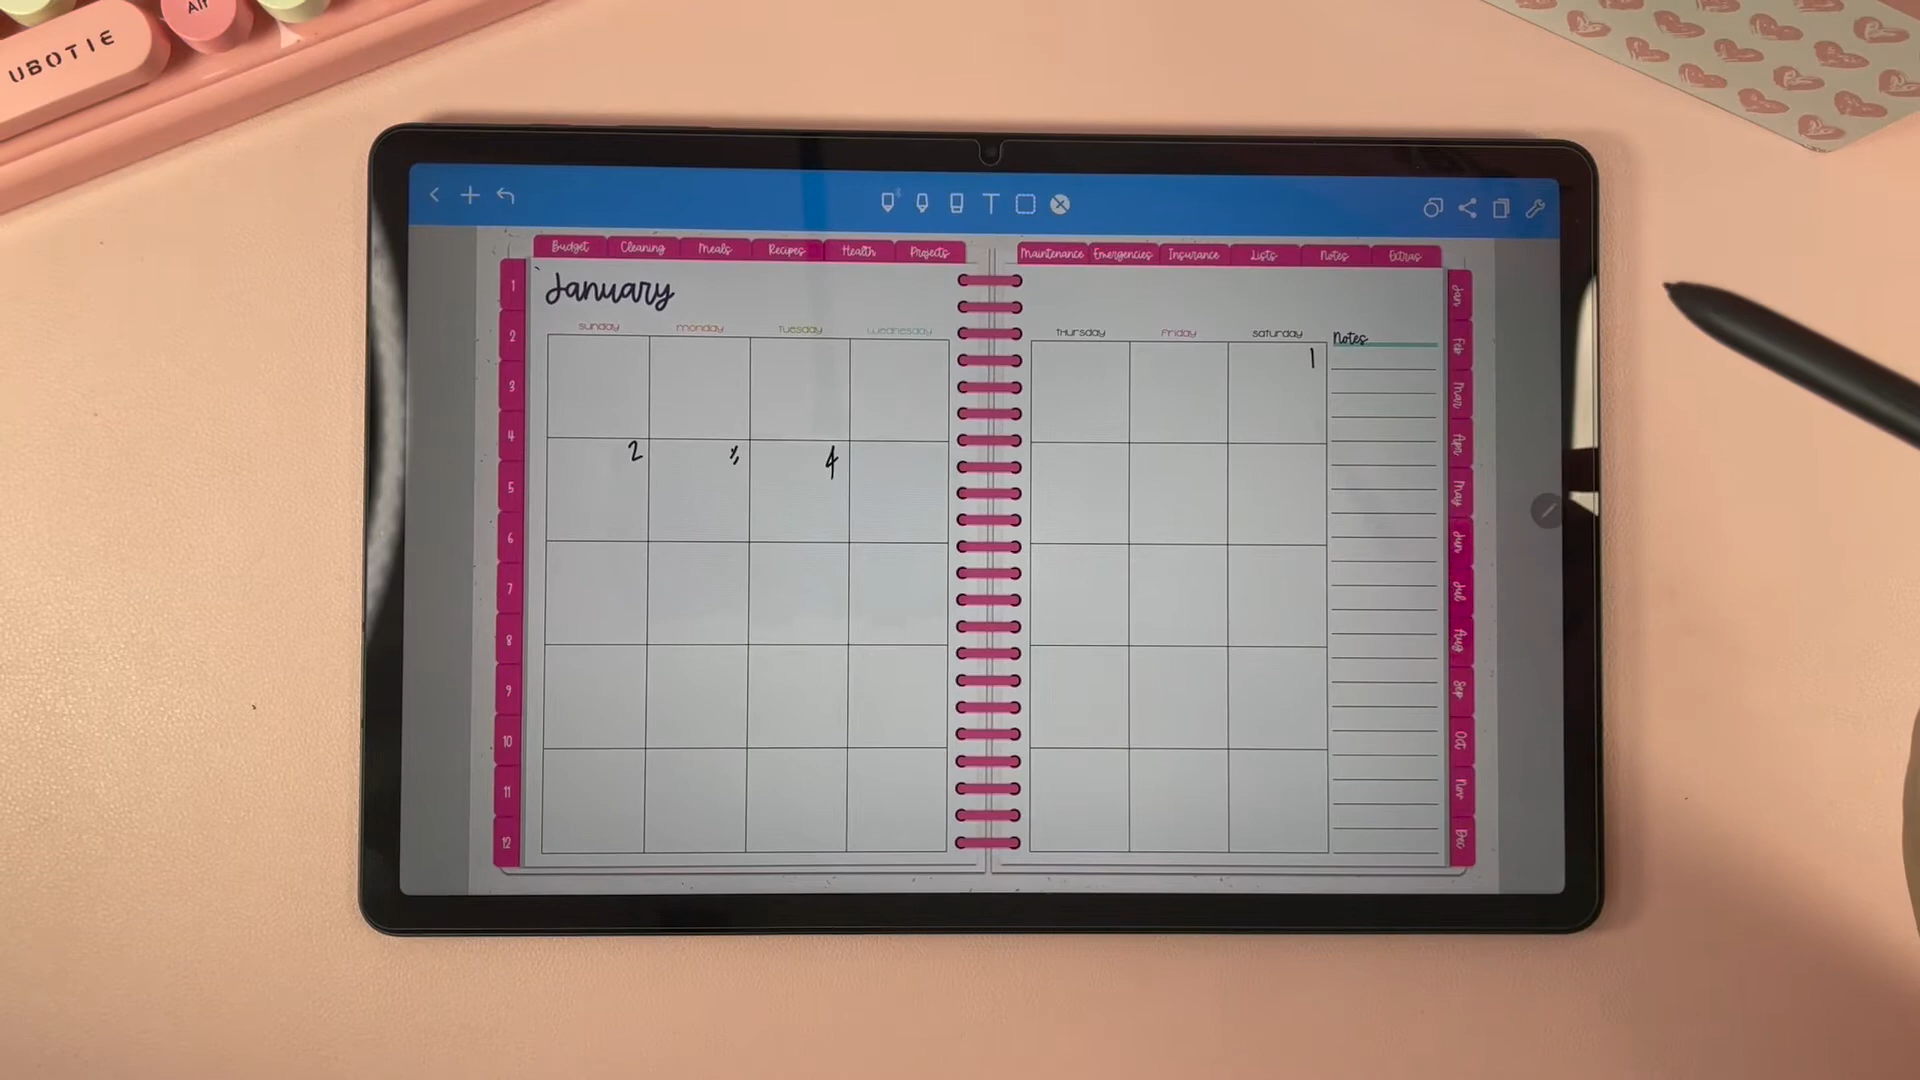 UBOTIE
Alt
T
Budget Cleaning Meals Recipes Health Projects
Maintenance Emergencies Insurance Lists Notes Extras
January
sunday monday tuesday wednesday
thursday friday saturday
Notes
1
2
4
1
2
3
4
5
6
7
8
9
10
11
12
Jan
Feb
Mar
Apr
May
Jun
Jul
Aug
Sep
Oct
Nov
Dec